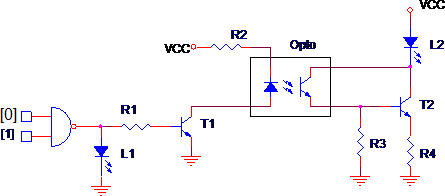 VCC
R2
Opto
L2
VCC
[0]
[1]
R1
T1
T2
L1
R3
R4